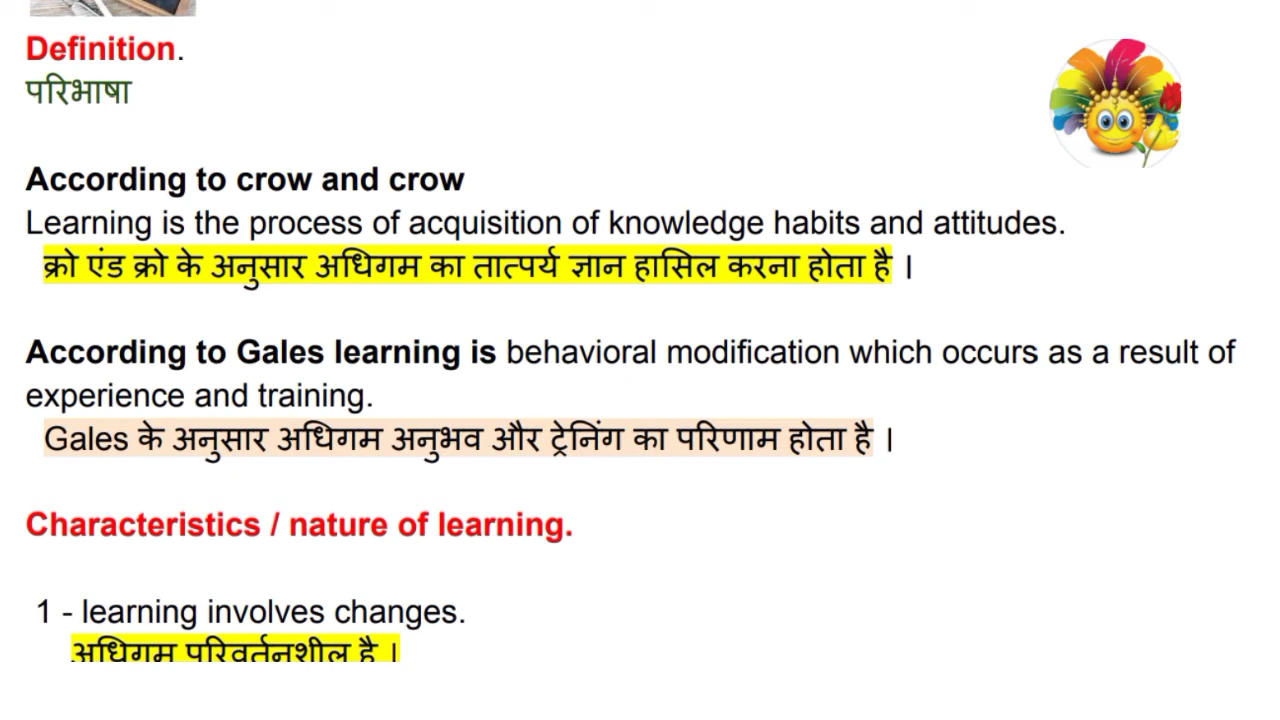 Definition.
परिभाषा
According to crow and crow
Learning is the process of acquisition of knowledge habits and attitudes.
क्रो एंड क्रो के अनुसार अधिगम का तात्पर्य ज्ञान हासिल करना होता है ।
According to Gales learning is behavioral modification which occurs as a result of
experience and training.
Gales के अनुसार अधिगम अनुभव और ट्रेनिंग का परिणाम होता है ।
Characteristics / nature of learning.
1 - learning involves changes.
अधिगम परिवर्तनशील है ।